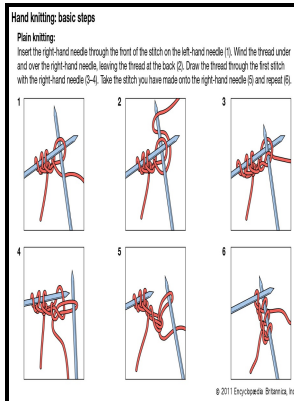 Hand knitting: basic steps
Plain knitting:
Insert the right-hand needle through the front of the stitch on the left-hand needle (1). Wind the thread under
and over the right-hand needle, leaving the thread at the back (2). Draw the thread through the first stitch
with the right-hand needle (3–4). Take the stitch you have made onto the right-hand needle (5) and repeat (6).
1 2 3
4 5 6
© 2011 Encyclopædia Britannica, Inc